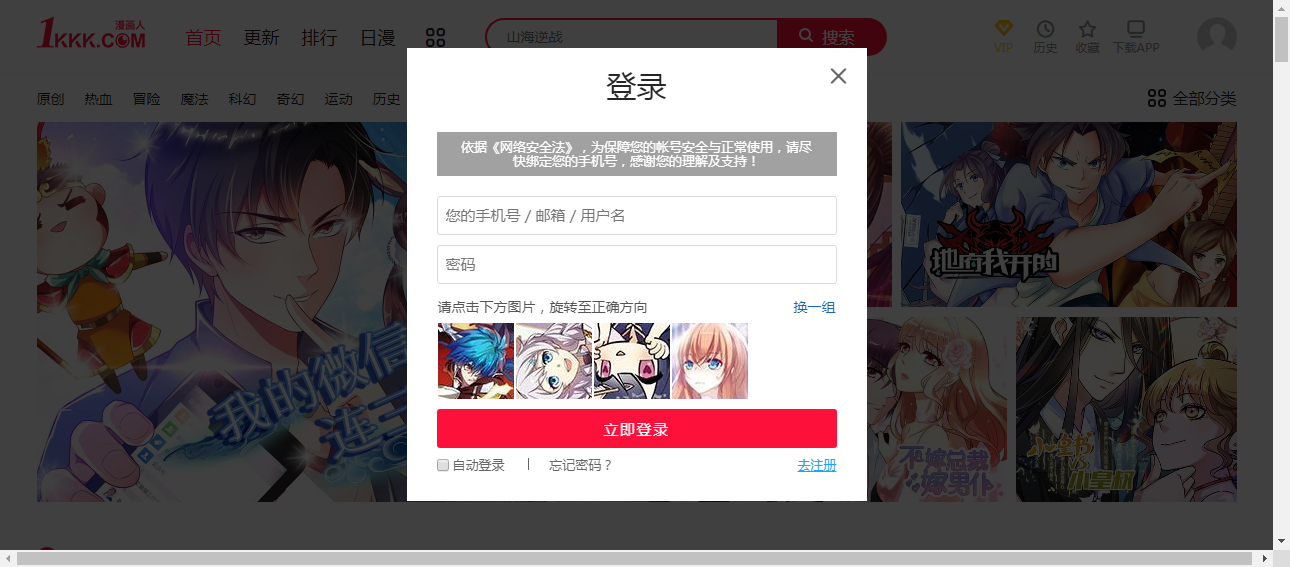 漫画人
1KKK.COM
首页 更新 排行 日漫
山海逆战
搜索
VIP 历史 收藏 下载APP
原创 热血 冒险 魔法 科幻 奇幻 运动 历史
全部分类
登录
依据《网络安全法》，为保障您的帐号安全与正常使用，请尽
快绑定您的手机号，感谢您的理解及支持！
您的手机号 / 邮箱 / 用户名
密码
请点击下方图片，旋转至正确方向 换一组
立即登录
自动登录 | 忘记密码？ 去注册
地府我开的
我的微信
连三
不嫁总裁
嫁男仆